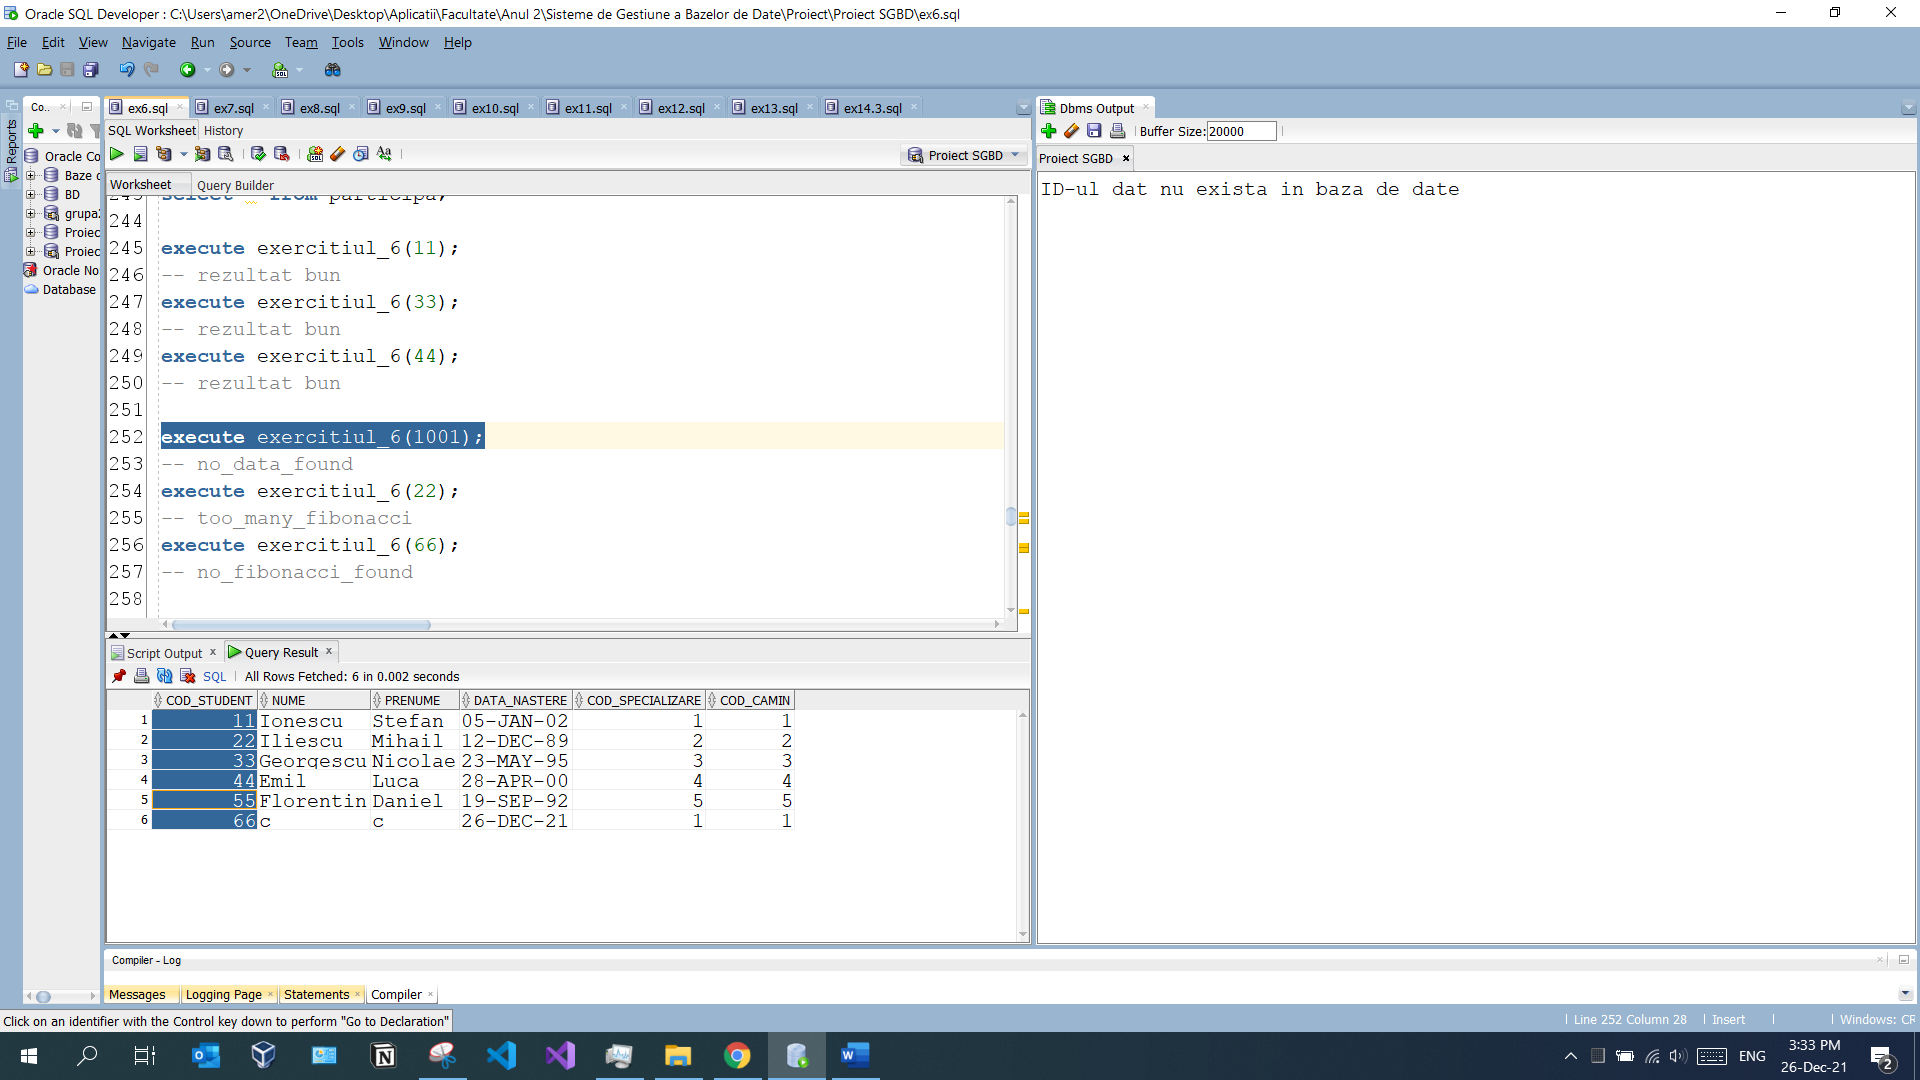 Oracle SQL Developer : C:\Users\amer2\OneDrive\Desktop\Aplicatii\Facultate\Anul 2\Sisteme de Gestiune a Bazelor de Date\Proiect\Proiect SGBD\ex6.sql
File Edit View Navigate Run Source Team Tools Window Help
Co..
Reports
Oracle Co
Baze
BD
grupa
Proiec
Proiec
Oracle No
Database
ex6.sql ex7.sql ex8.sql ex9.sql ex10.sql ex11.sql ex12.sql ex13.sql ex14.3.sql
SQL Worksheet History
Proiect SGBD
Worksheet Query Builder
243 select * from participa;
244
245 execute exercitiul_6(11);
246 -- rezultat bun
247 execute exercitiul_6(33);
248 -- rezultat bun
249 execute exercitiul_6(44);
250 -- rezultat bun
251
252 execute exercitiul_6(1001);
253 -- no_data_found
254 execute exercitiul_6(22);
255 -- too_many_fibonacci
256 execute exercitiul_6(66);
257 -- no_fibonacci_found
258
Dbms Output
Buffer Size: 20000
Proiect SGBD
ID-ul dat nu exista in baza de date
Script Output Query Result
SQL All Rows Fetched: 6 in 0.002 seconds
COD_STUDENT NUME PRENUME DATA_NASTERE COD_SPECIALIZARE COD_CAMIN
1 11 Ionescu Stefan 05-JAN-02 1 1
2 22 Iliescu Mihail 12-DEC-89 2 2
3 33 Georgescu Nicolae 23-MAY-95 3 3
4 44 Emil Luca 28-APR-00 4 4
5 55 Florentin Daniel 19-SEP-92 5 5
6 66 c c 26-DEC-21 1 1
Compiler - Log
Messages Logging Page Statements Compiler
Click on an identifier with the Control key down to perform "Go to Declaration"
Line 252 Column 28 Insert Windows: CR
ENG
3:33 PM
26-Dec-21
2